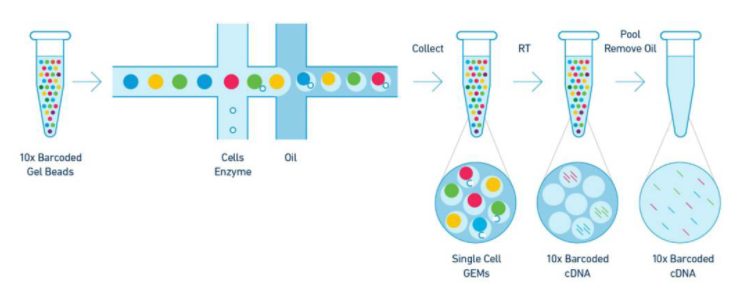 10x Barcoded
Gel Beads
Cells
Enzyme
Oil
Collect
RT
Pool
Remove Oil
Single Cell
GEMs
10x Barcoded
cDNA
10x Barcoded
cDNA